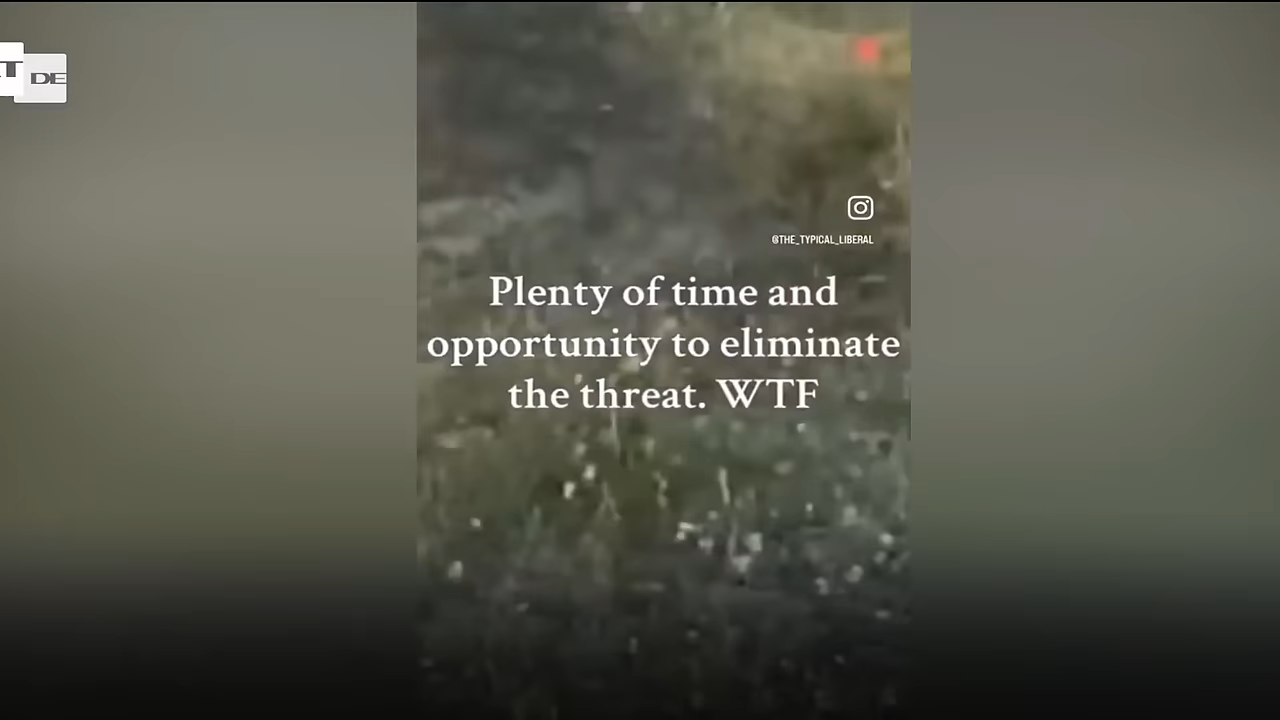 DE
@THE_TYPICAL_LIBERAL
Plenty of time and
opportunity to eliminate
the threat. WTF